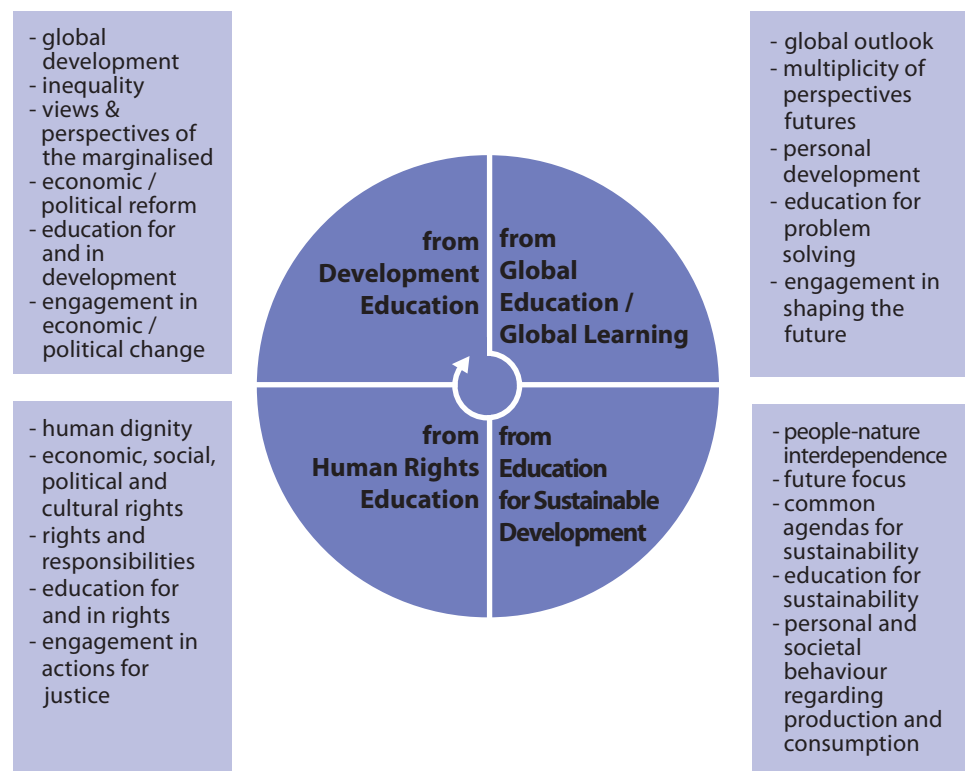 - global
development
- inequality
- views &
perspectives of
the marginalised
- economic /
political reform
- education for
and in
development
- engagement in
economic /
political change
from
Development
Education
from
Global
Education /
Global Learning
- global outlook
- multiplicity of
perspectives
futures
- personal
development
- education for
problem
solving
- engagement in
shaping the
future
- human dignity
- economic, social,
political and
cultural rights
- rights and
responsibilities
- education for
and in rights
- engagement in
actions for
justice
from
Human Rights
Education
from
Education
for Sustainable
Development
- people-nature
interdependence
- future focus
- common
agendas for
sustainability
- education for
sustainability
- personal and
societal
behaviour
regarding
production and
consumption